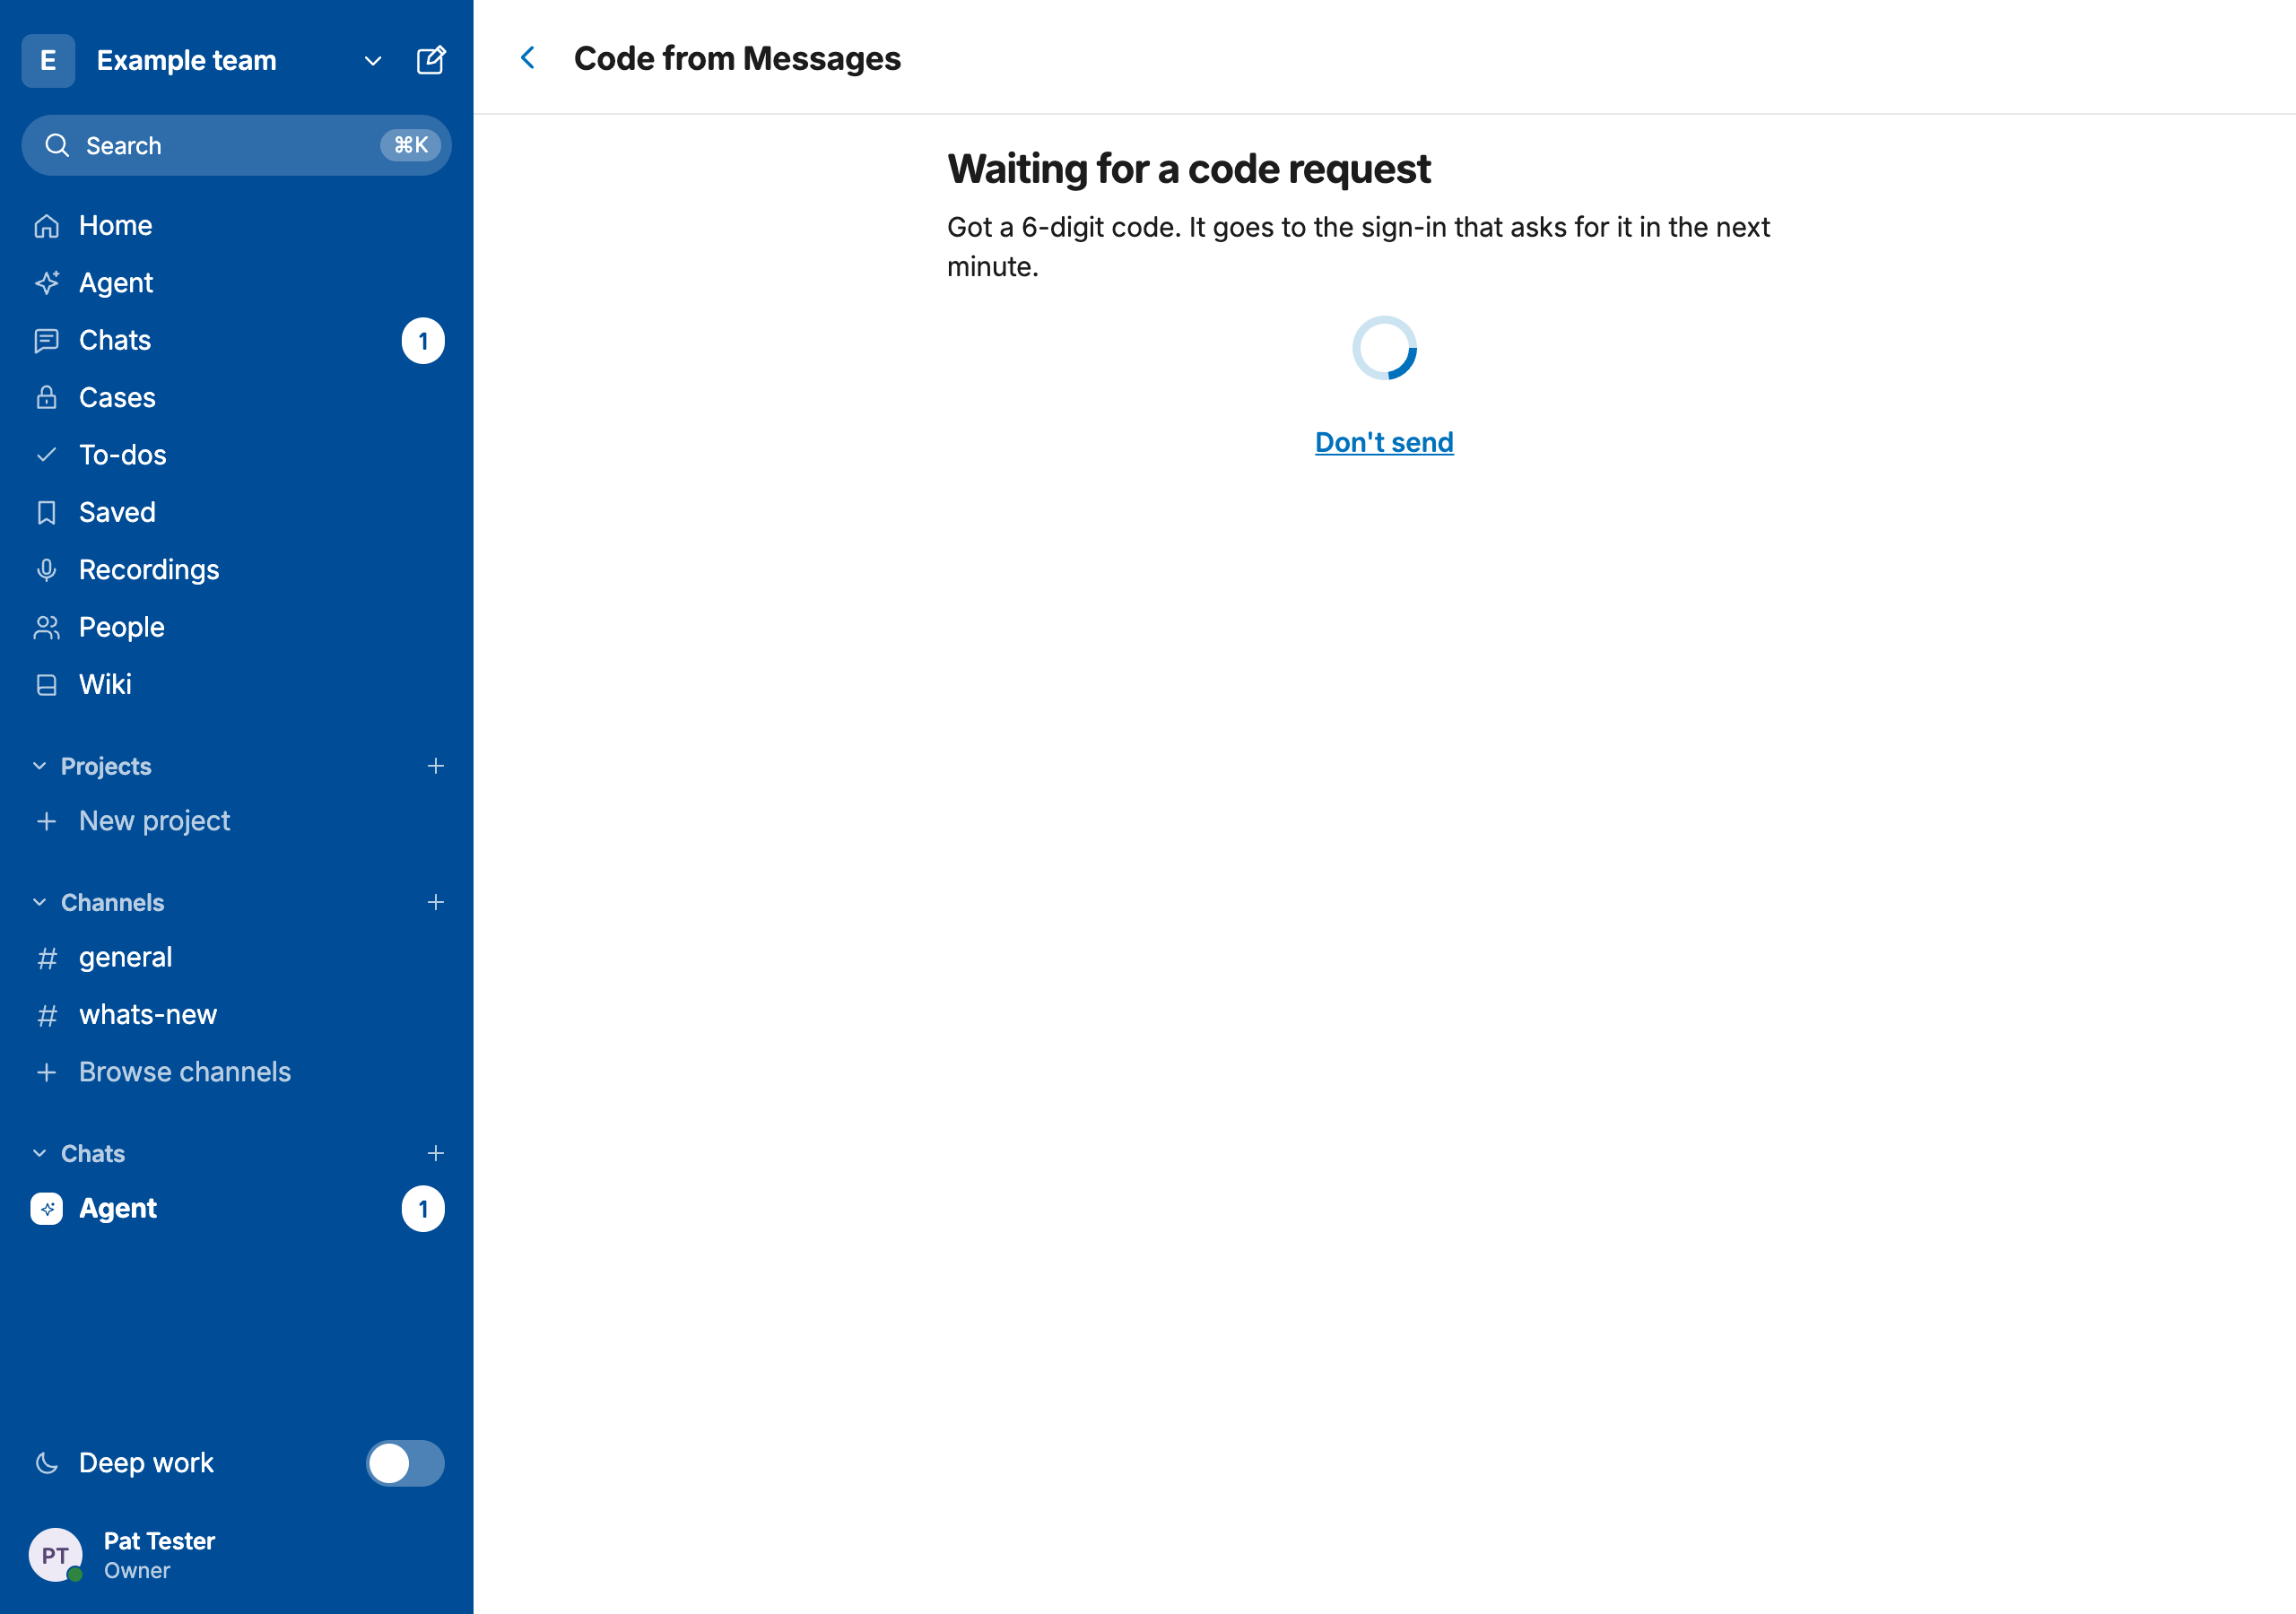 E
Example team
Search
⌘K
Home
Agent
Chats
1
Cases
To-dos
Saved
Recordings
People
Wiki
Projects
New project
Channels
# general
# whats-new
Browse channels
Chats
Agent
1
Deep work
PT
Pat Tester
Owner
Code from Messages
Waiting for a code request
Got a 6-digit code. It goes to the sign-in that asks for it in the next
minute.
Don't send